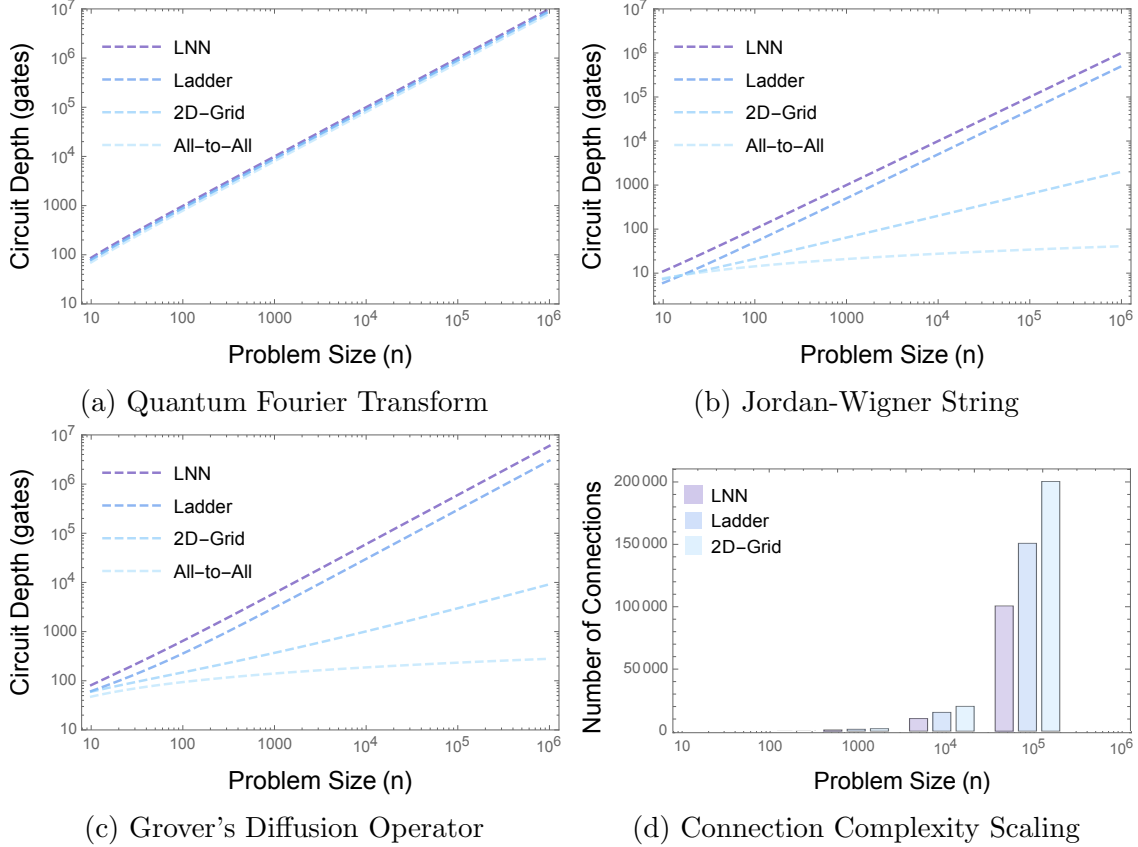 Circuit Depth (gates)
10^7
10^6
10^5
10^4
1000
100
10
LNN
Ladder
2D-Grid
All-to-All
10 100 1000 10^4 10^5 10^6
Problem Size (n)
(a) Quantum Fourier Transform
Circuit Depth (gates)
10^7
10^6
10^5
10^4
1000
100
10
LNN
Ladder
2D-Grid
All-to-All
10 100 1000 10^4 10^5 10^6
Problem Size (n)
(b) Jordan-Wigner String
Circuit Depth (gates)
10^7
10^6
10^5
10^4
1000
100
10
LNN
Ladder
2D-Grid
All-to-All
10 100 1000 10^4 10^5 10^6
Problem Size (n)
(c) Grover's Diffusion Operator
Number of Connections
200 000
150 000
100 000
50 000
0
LNN
Ladder
2D-Grid
10 100 1000 10^4 10^5 10^6
Problem Size (n)
(d) Connection Complexity Scaling